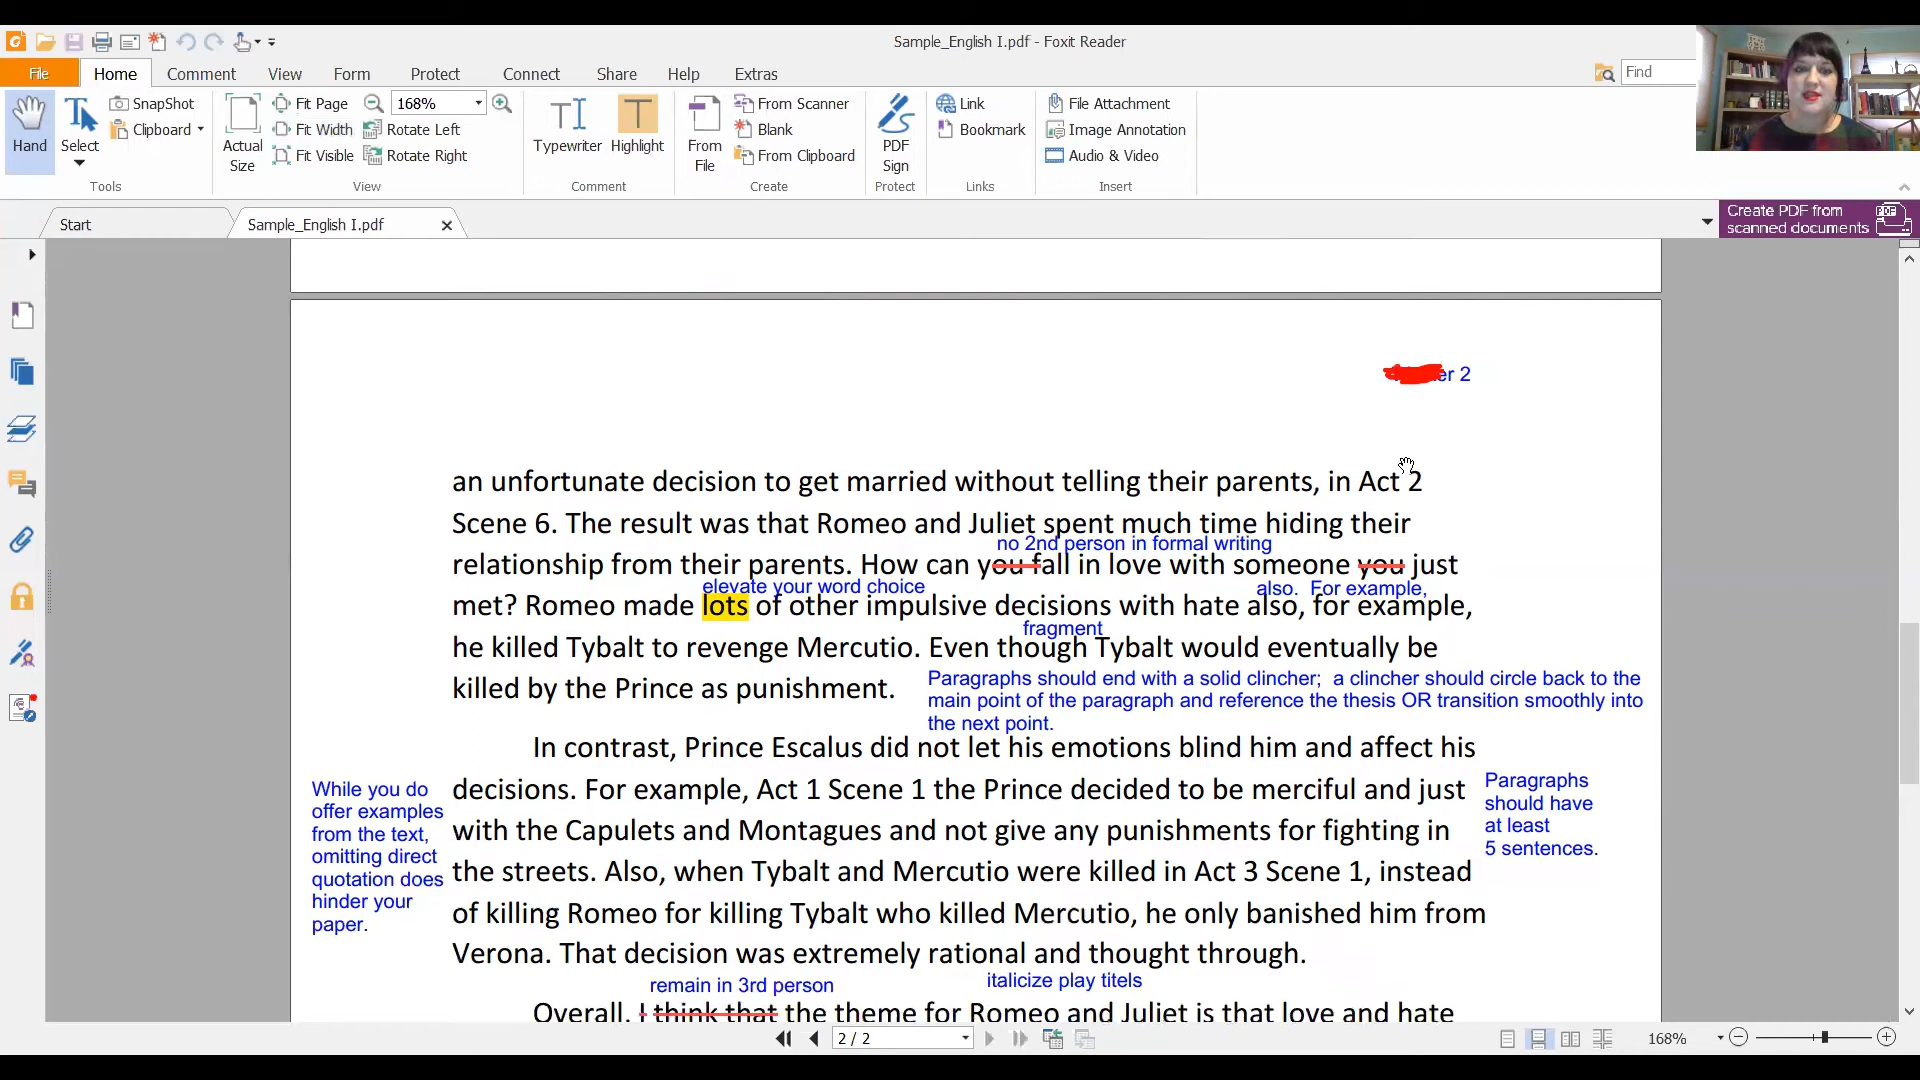 Sample_English I.pdf - Foxit Reader
File Home Comment View Form Protect Connect Share Help Extras
Find
Hand
Select
SnapShot
Clipboard
Tools
Actual Size
Fit Page
Fit Width
Fit Visible
168%
Rotate Left
Rotate Right
View
Typewriter
Highlight
Comment
From File
From Scanner
Blank
From Clipboard
Create
PDF Sign
Protect
Link
Bookmark
Links
File Attachment
Image Annotation
Audio & Video
Insert
Start
Sample_English I.pdf
Create PDF from
scanned documents
PDF
er 2
an unfortunate decision to get married without telling their parents, in Act 2
Scene 6. The result was that Romeo and Juliet spent much time hiding their
no 2nd person in formal writing
relationship from their parents. How can you fall in love with someone you just
elevate your word choice
also. For example,
met? Romeo made lots of other impulsive decisions with hate also, for example,
fragment
he killed Tybalt to revenge Mercutio. Even though Tybalt would eventually be
killed by the Prince as punishment.
Paragraphs should end with a solid clincher; a clincher should circle back to the
main point of the paragraph and reference the thesis OR transition smoothly into
the next point.
In contrast, Prince Escalus did not let his emotions blind him and affect his
decisions. For example, Act 1 Scene 1 the Prince decided to be merciful and just
with the Capulets and Montagues and not give any punishments for fighting in
the streets. Also, when Tybalt and Mercutio were killed in Act 3 Scene 1, instead
of killing Romeo for killing Tybalt who killed Mercutio, he only banished him from
Verona. That decision was extremely rational and thought through.
While you do
offer examples
from the text,
omitting direct
quotation does
hinder your
paper.
Paragraphs
should have
at least
5 sentences.
remain in 3rd person
italicize play titels
Overall, I think that the theme for Romeo and Juliet is that love and hate
2 / 2
168%